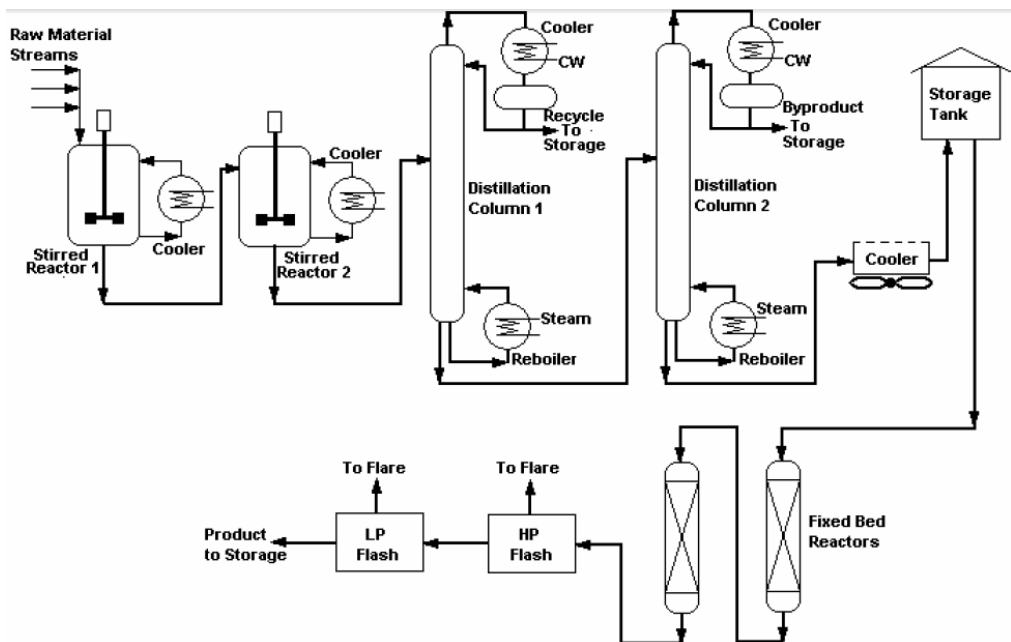 Raw Material
Streams
Cooler
CW
Recycle
To
Storage
Cooler
CW
Byproduct
To
Storage
Storage
Tank
Cooler
Stirred
Reactor 1
Cooler
Stirred
Reactor 2
Distillation
Column 1
Distillation
Column 2
Cooler
Steam
Reboiler
Steam
Reboiler
To Flare
To Flare
Product
to Storage
LP
Flash
HP
Flash
Fixed Bed
Reactors